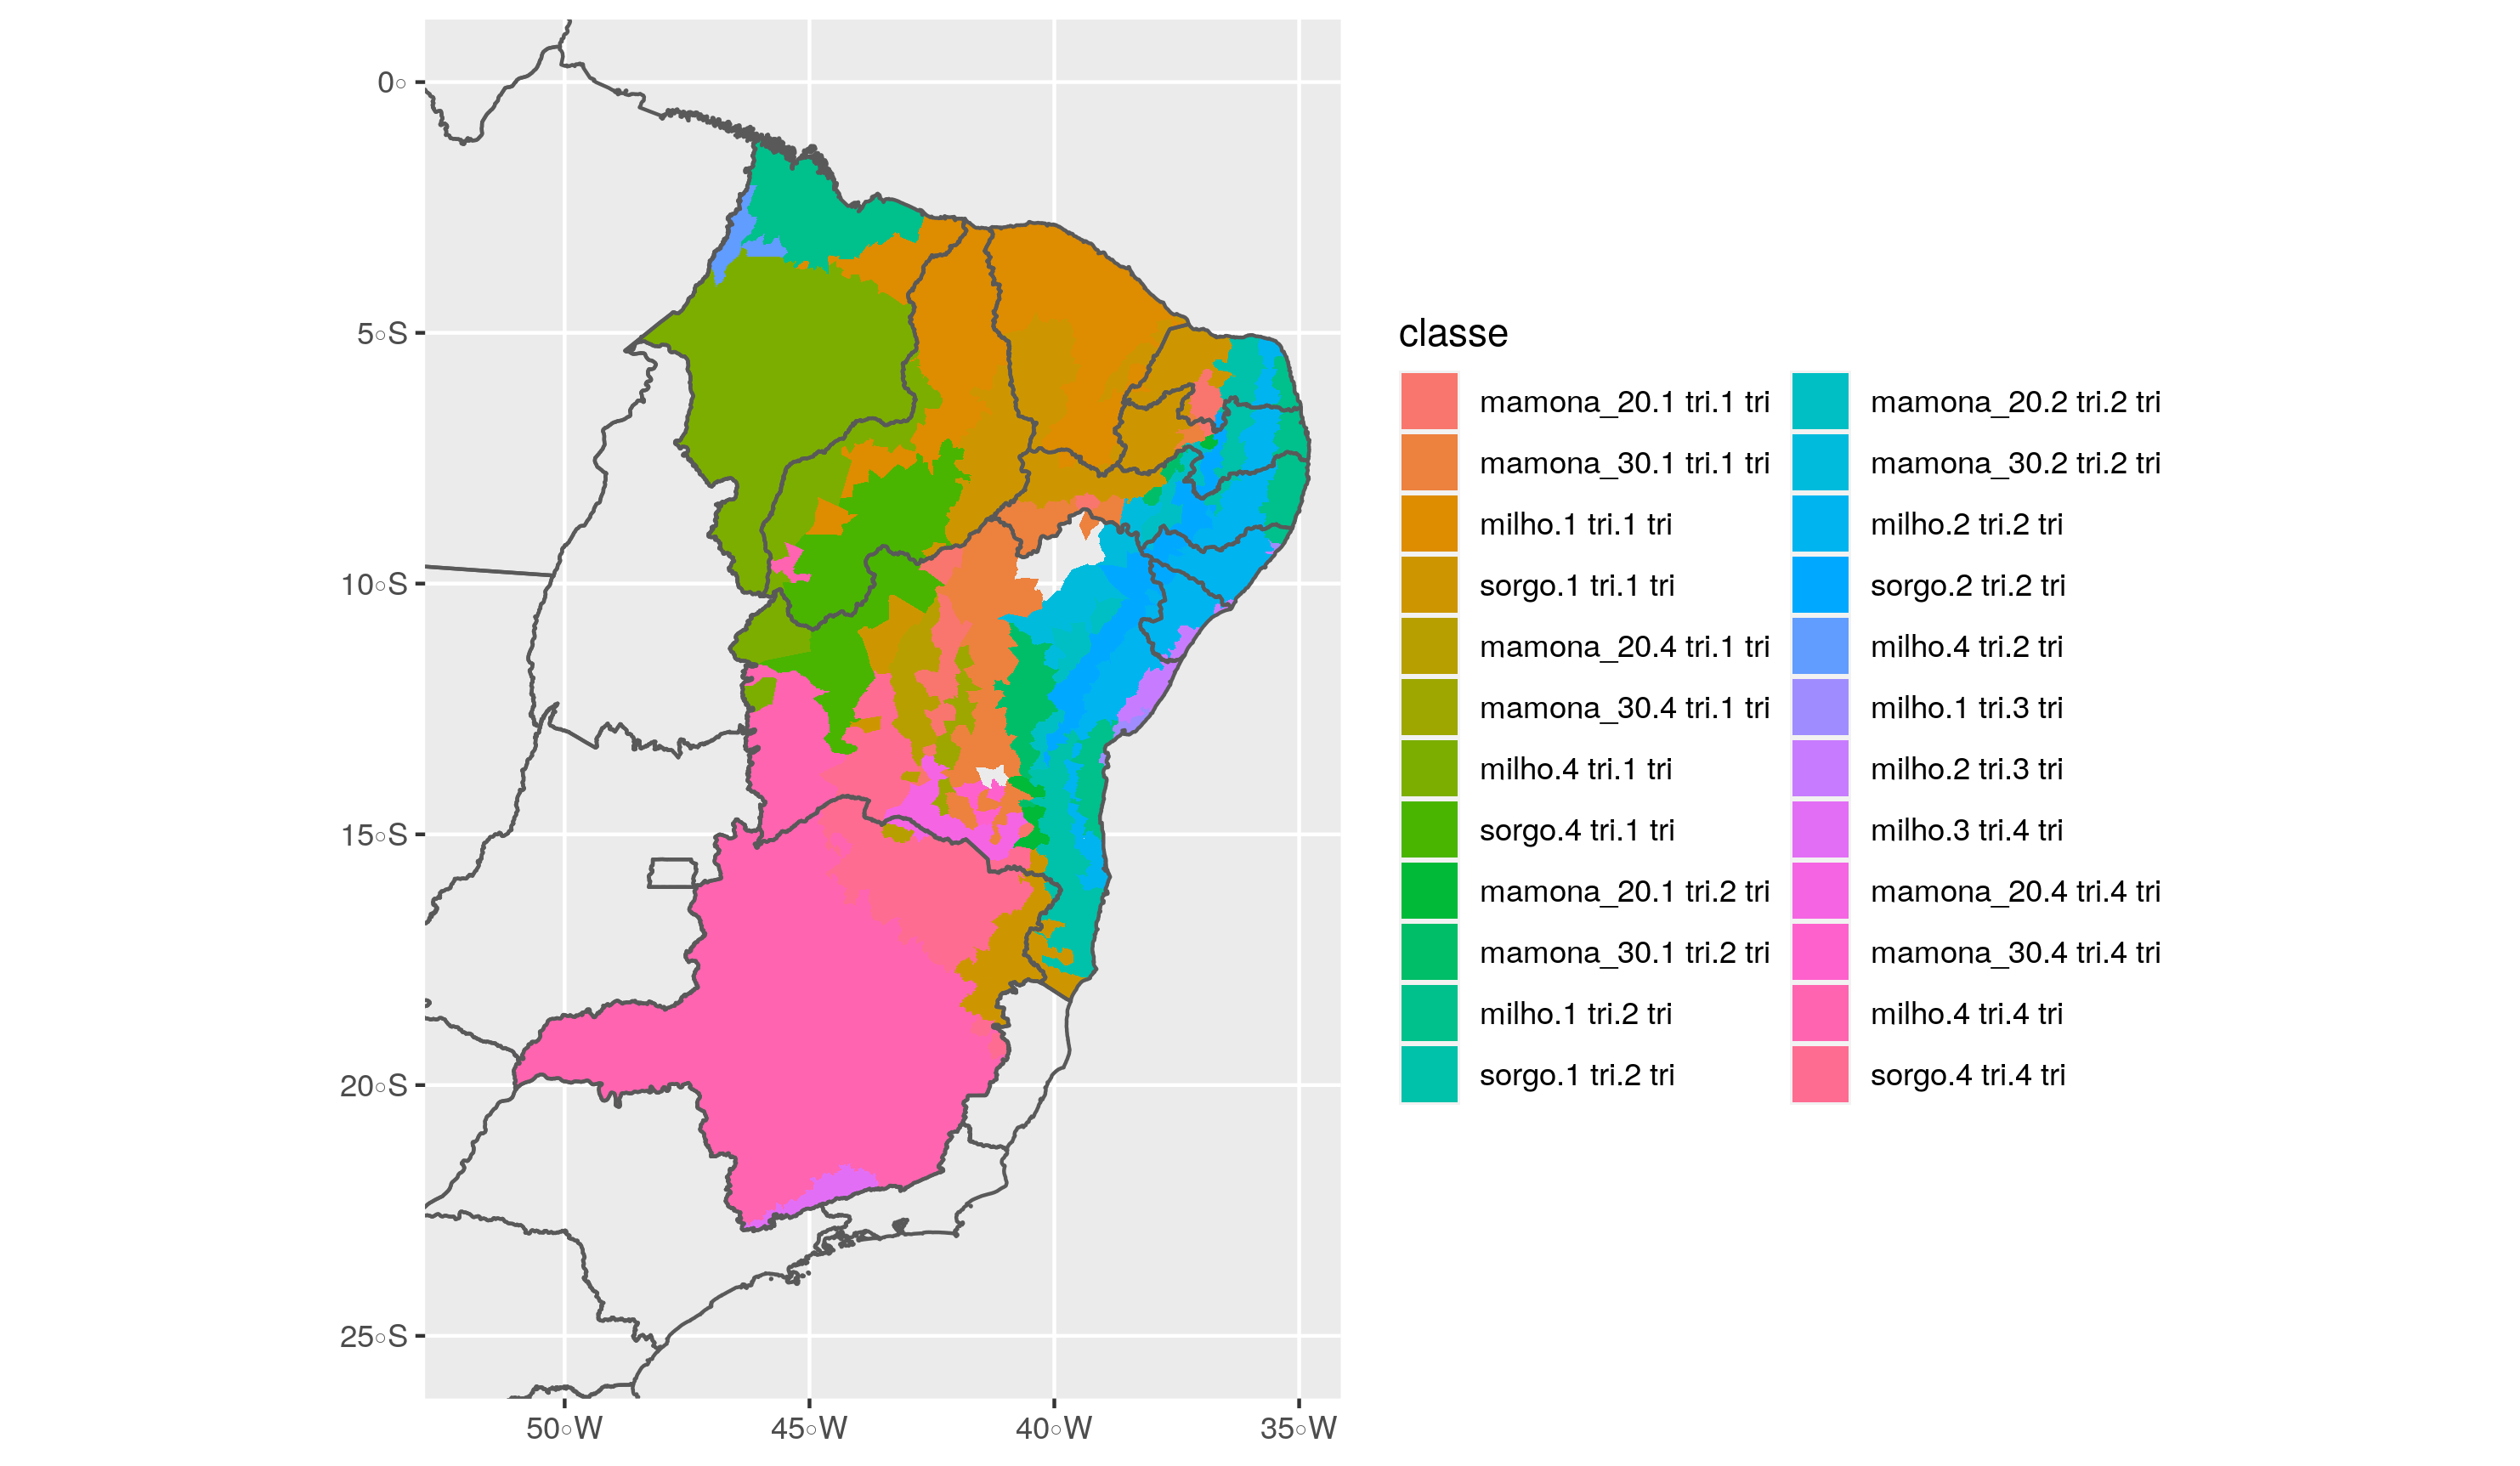 0◦
5◦S
10◦S
15◦S
20◦S
25◦S
50◦W
45◦W
40◦W
35◦W
classe
mamona_20.1 tri.1 tri
mamona_30.1 tri.1 tri
milho.1 tri.1 tri
sorgo.1 tri.1 tri
mamona_20.4 tri.1 tri
mamona_30.4 tri.1 tri
milho.4 tri.1 tri
sorgo.4 tri.1 tri
mamona_20.1 tri.2 tri
mamona_30.1 tri.2 tri
milho.1 tri.2 tri
sorgo.1 tri.2 tri
mamona_20.2 tri.2 tri
mamona_30.2 tri.2 tri
milho.2 tri.2 tri
sorgo.2 tri.2 tri
milho.4 tri.2 tri
milho.1 tri.3 tri
milho.2 tri.3 tri
milho.3 tri.4 tri
mamona_20.4 tri.4 tri
mamona_30.4 tri.4 tri
milho.4 tri.4 tri
sorgo.4 tri.4 tri